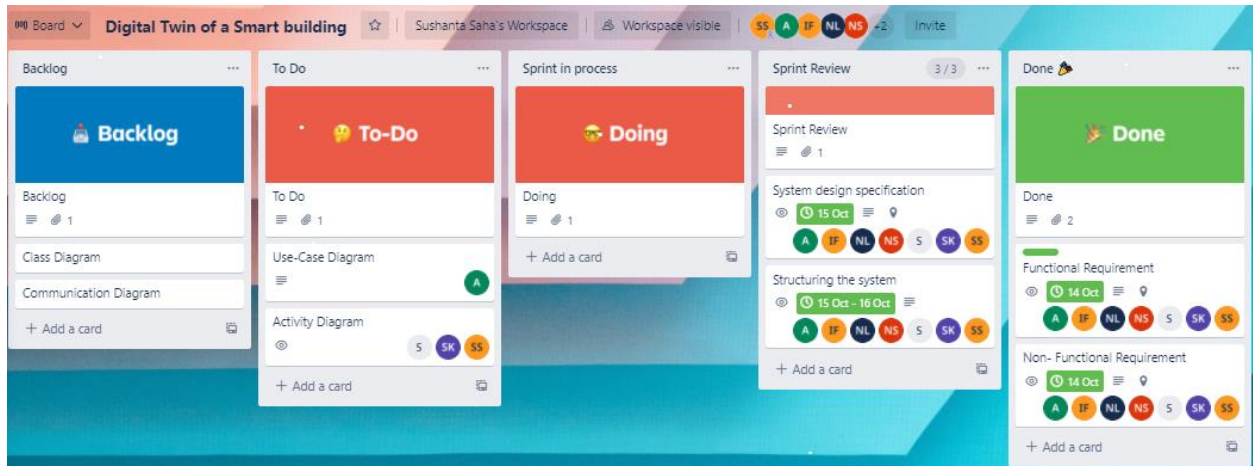 Board
Digital Twin of a Smart building
Sushanta Saha's Workspace
Workspace visible
SS A IF NL NS +2
Invite
Backlog
Backlog
Backlog
1
Class Diagram
Communication Diagram
+ Add a card
To Do
To-Do
To Do
1
Use-Case Diagram
A
Activity Diagram
S SK SS
+ Add a card
Sprint in process
Doing
Doing
1
+ Add a card
Sprint Review 3 / 3
Sprint Review
1
System design specification
15 Oct
A IF NL NS S SK SS
Structuring the system
15 Oct - 16 Oct
A IF NL NS S SK SS
+ Add a card
Done
Done
Done
2
Functional Requirement
14 Oct
A IF NL NS S SK SS
Non- Functional Requirement
14 Oct
A IF NL NS S SK SS
+ Add a card